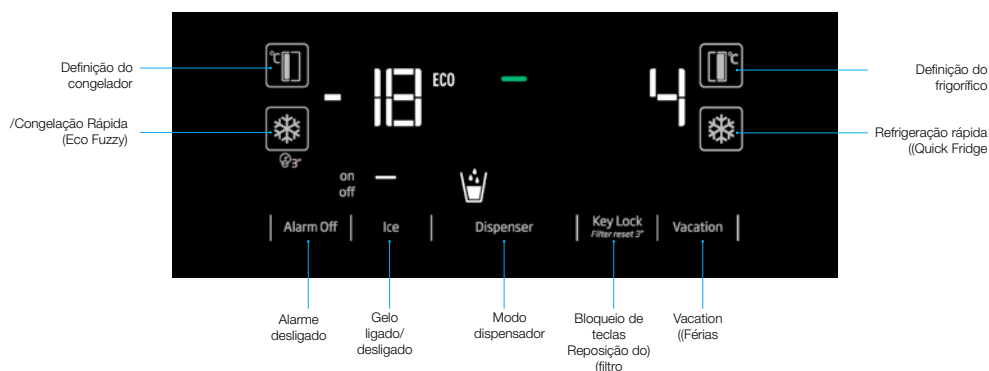 Definição do
congelador
/Congelação Rápida
(Eco Fuzzy)
°C
- 18 ECO
4
°C
Definição do
frigorífico
Refrigeração rápida
((Quick Fridge
3"
on
off
Alarm Off
Ice
Dispenser
Key Lock
Filter reset 3"
Vacation
Alarme
desligado
Gelo
ligado/
desligado
Modo
dispensador
Bloqueio de
teclas
Reposição do)
(filtro
Vacation
((Férias